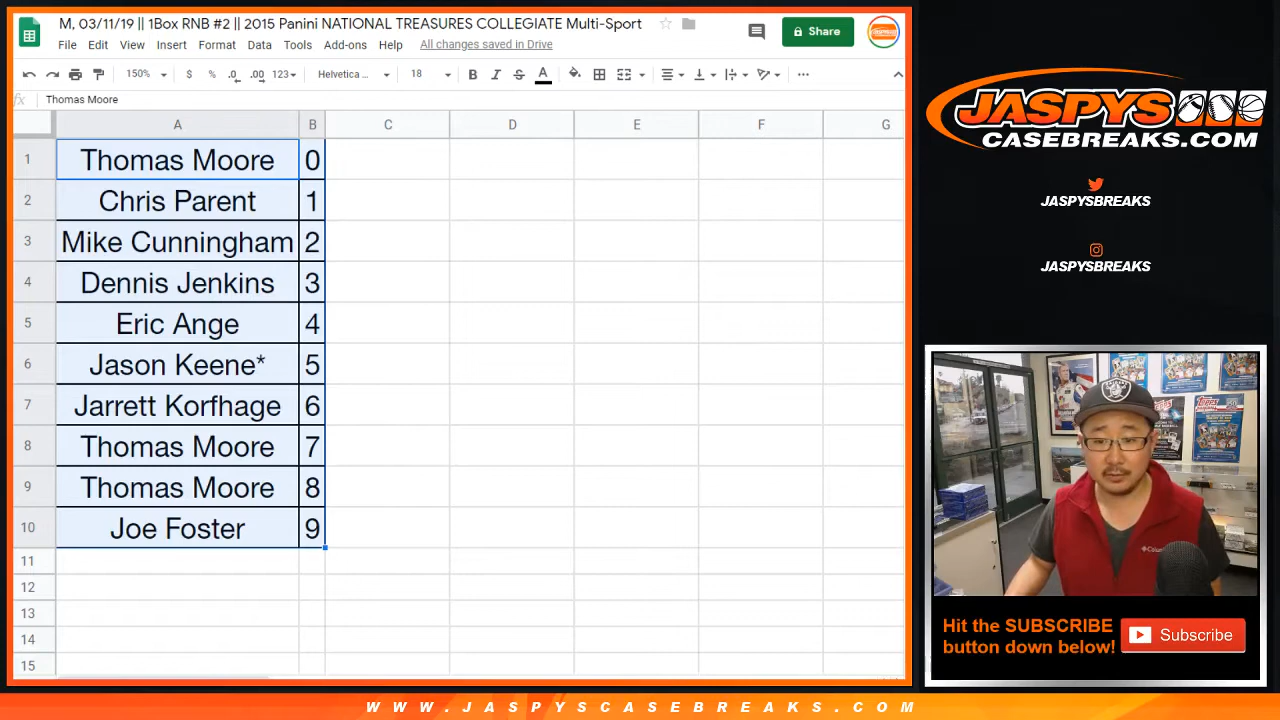 M, 03/11/19 || 1Box RNB #2 || 2015 Panini NATIONAL TREASURES COLLEGIATE Multi-Sport
File Edit View Insert Format Data Tools Add-ons Help All changes saved in Drive
Share
150% $ % .0 .00 123 Helvetica ... 18 B I S A
fx Thomas Moore
A B C D E F G
1 Thomas Moore 0
2 Chris Parent 1
3 Mike Cunningham 2
4 Dennis Jenkins 3
5 Eric Ange 4
6 Jason Keene* 5
7 Jarrett Korfhage 6
8 Thomas Moore 7
9 Thomas Moore 8
10 Joe Foster 9
11
12
13
14
15
JASPYS
CASEBREAKS.COM
JASPYSBREAKS
JASPYSBREAKS
Topps
Columbia
Hit the SUBSCRIBE
button down below!
Subscribe
WWW.JASPYSCASEBREAKS.COM